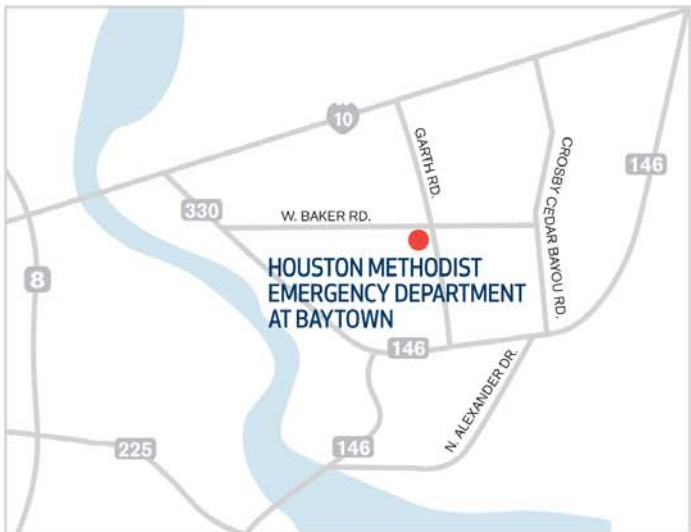 10
GARTH RD.
CROSBY CEDAR BAYOU RD.
146
330
W. BAKER RD.
8
HOUSTON METHODIST
EMERGENCY DEPARTMENT
AT BAYTOWN
146
N. ALEXANDER DR.
225
146